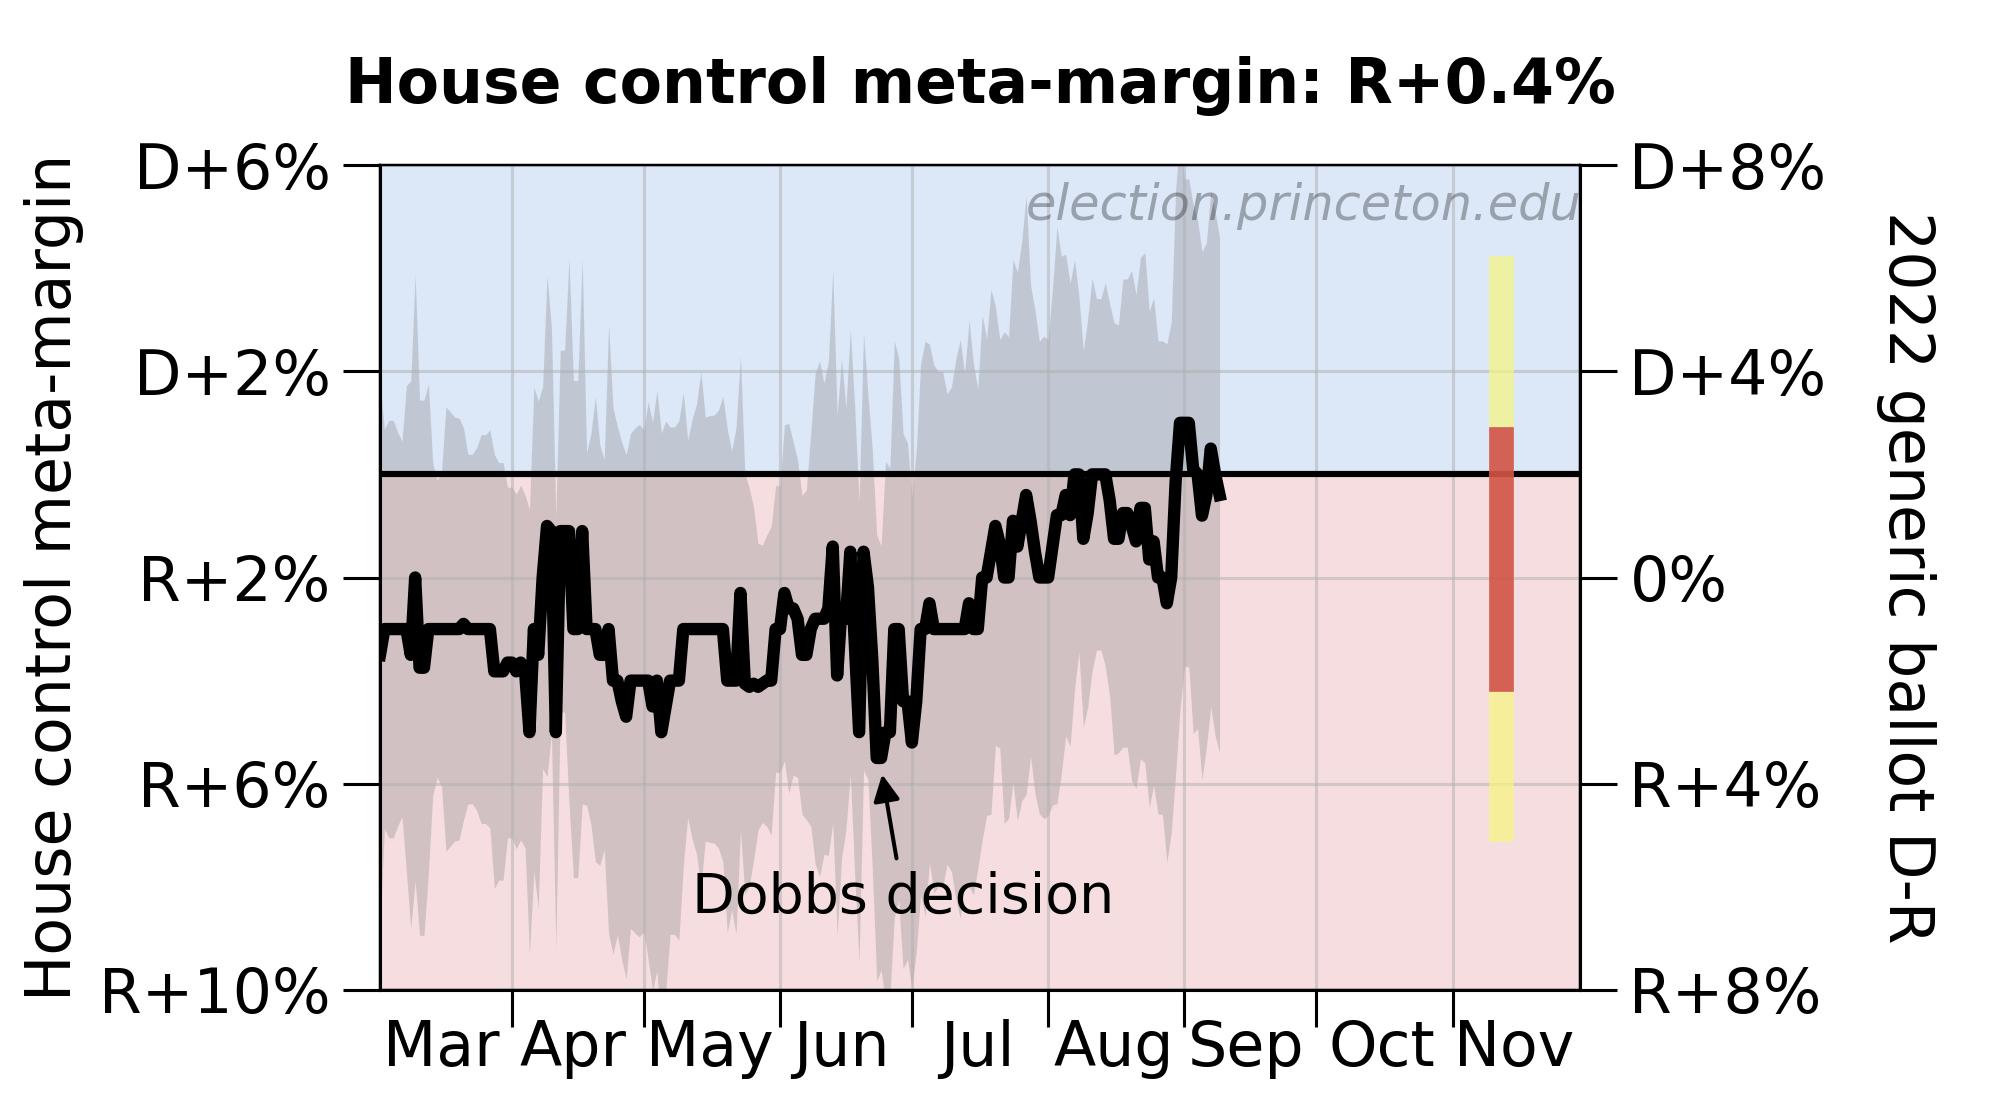 House control meta-margin: R+0.4%
House control meta-margin
D+6%
D+2%
R+2%
R+6%
R+10%
election.princeton.edu
Dobbs decision
D+8%
D+4%
0%
R+4%
R+8%
2022 generic ballot D-R
Mar Apr May Jun Jul Aug Sep Oct Nov